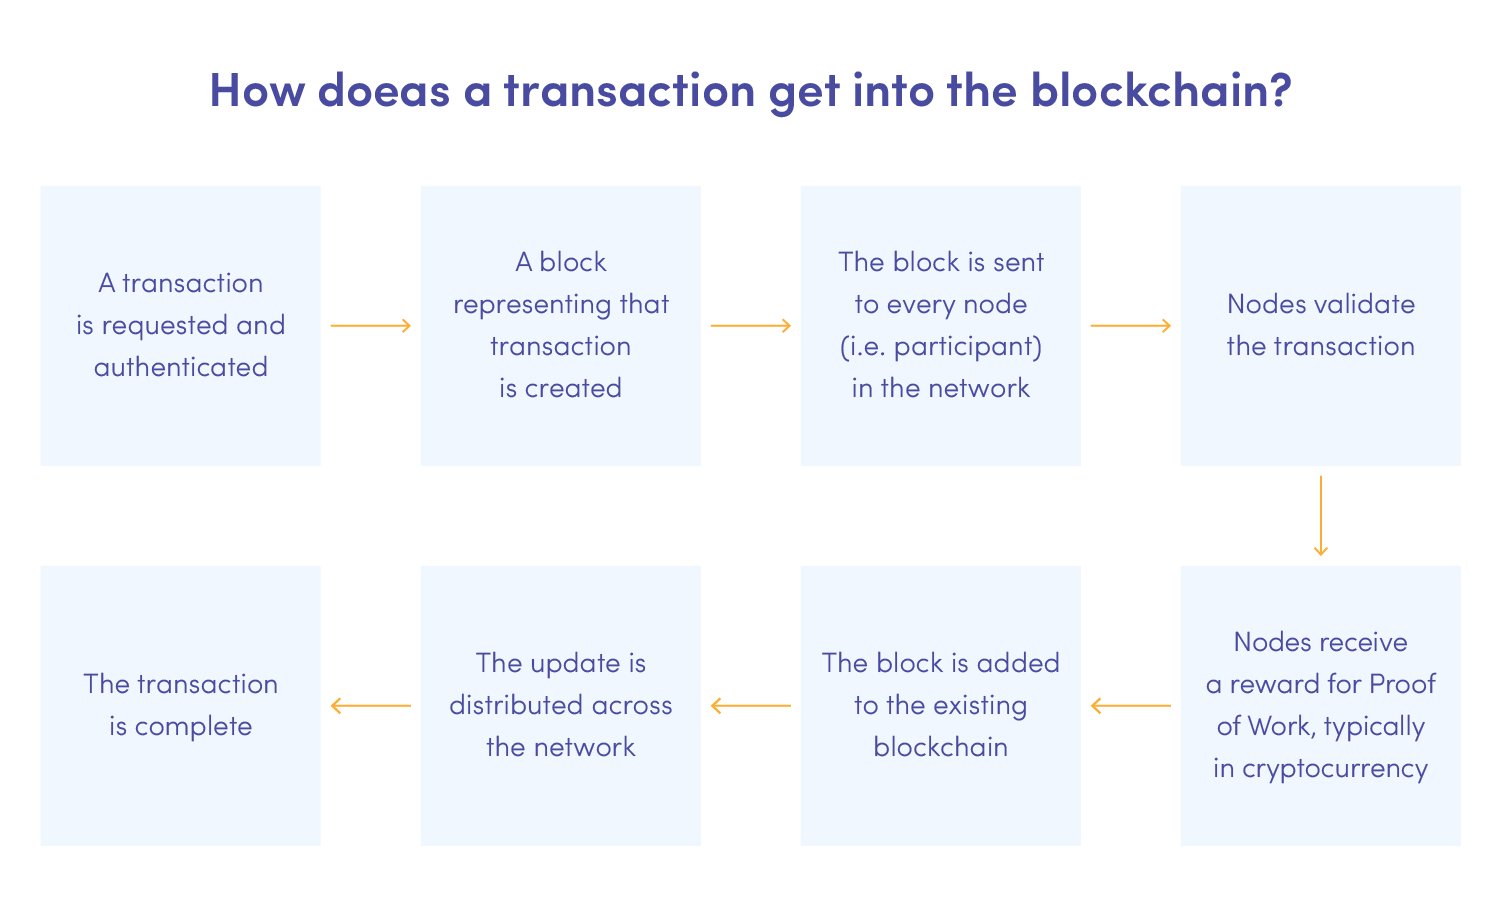 How doeas a transaction get into the blockchain?
A transaction
is requested and
authenticated
A block
representing that
transaction
is created
The block is sent
to every node
(i.e. participant)
in the network
Nodes validate
the transaction
Nodes receive
a reward for Proof
of Work, typically
in cryptocurrency
The block is added
to the existing
blockchain
The update is
distributed across
the network
The transaction
is complete